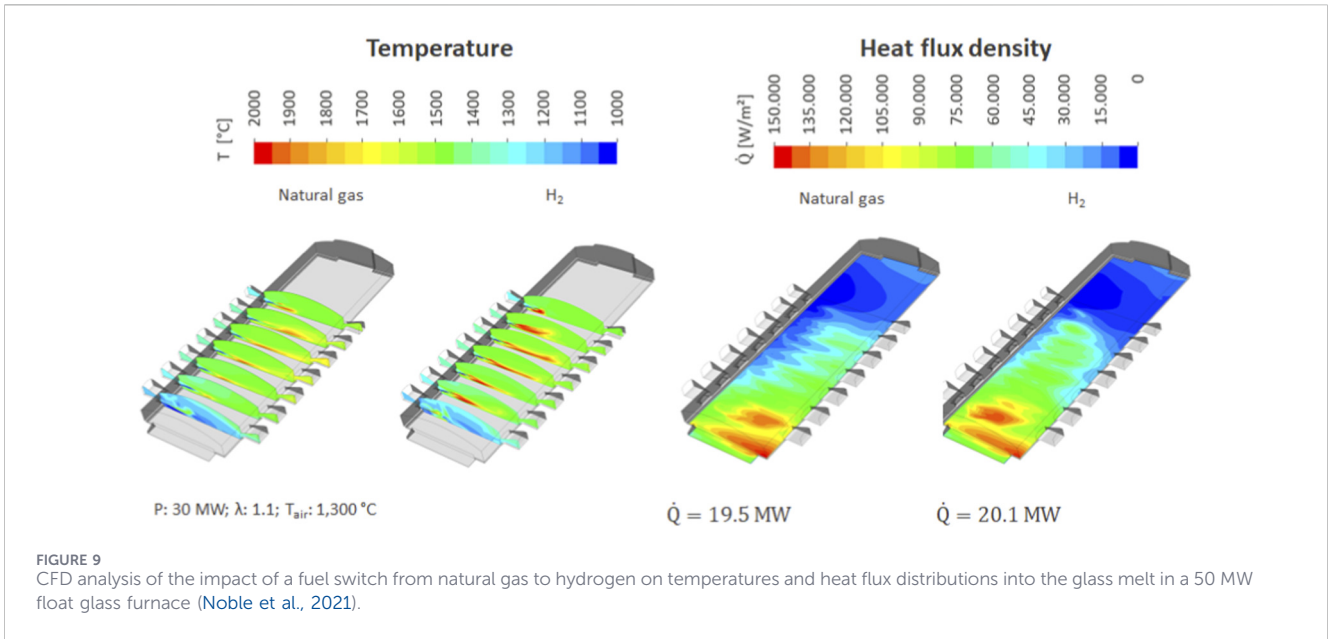 Temperature
Heat flux density
T [°C]
2000
1900
1800
1700
1600
1500
1400
1300
1200
1100
1000
Q̇ [W/m²]
150.000
135.000
120.000
105.000
90.000
75.000
60.000
45.000
30.000
15.000
0
Natural gas
H₂
Natural gas
H₂
P: 30 MW; λ: 1.1; Tair: 1,300 °C
Q̇ = 19.5 MW
Q̇ = 20.1 MW
FIGURE 9
CFD analysis of the impact of a fuel switch from natural gas to hydrogen on temperatures and heat flux distributions into the glass melt in a 50 MW
float glass furnace (Noble et al., 2021).